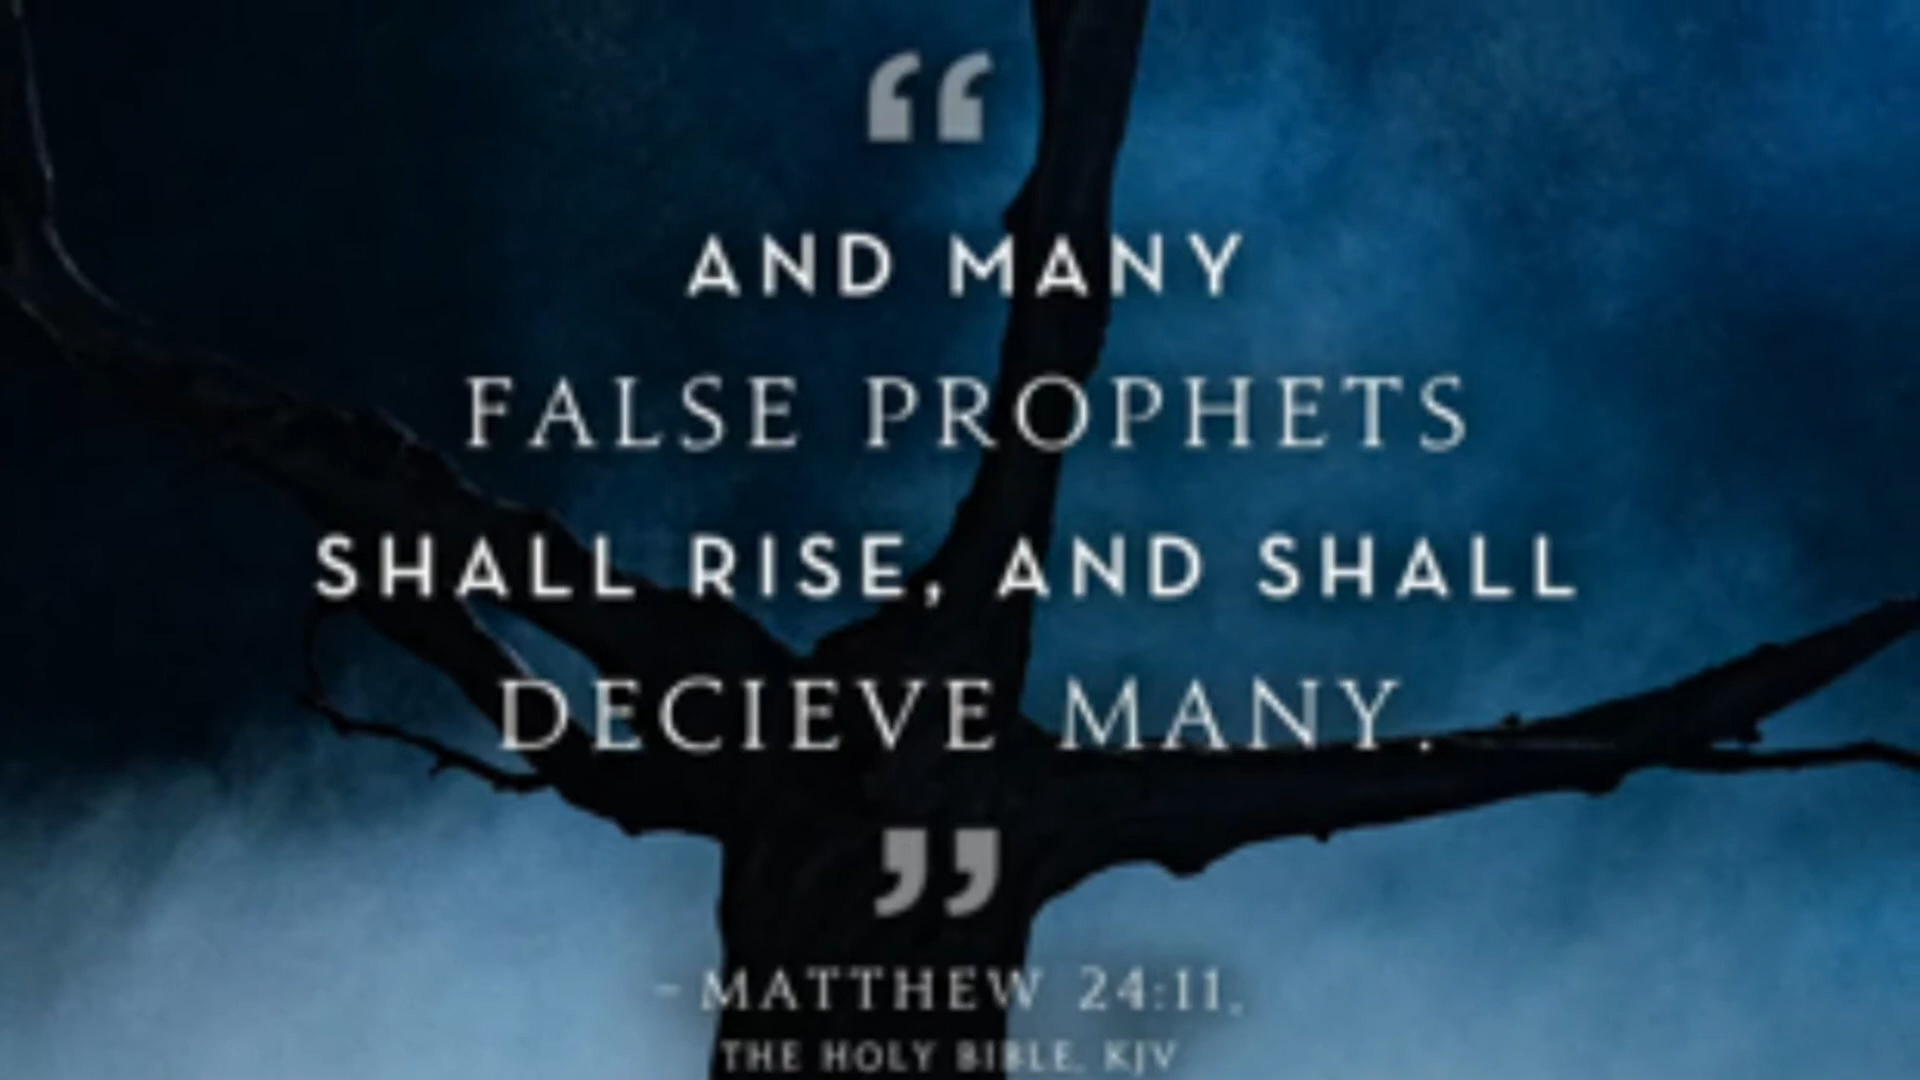 “
AND MANY
FALSE PROPHETS
SHALL RISE, AND SHALL
DECIEVE MANY.
”
- MATTHEW 24:11,
THE HOLY BIBLE, KJV